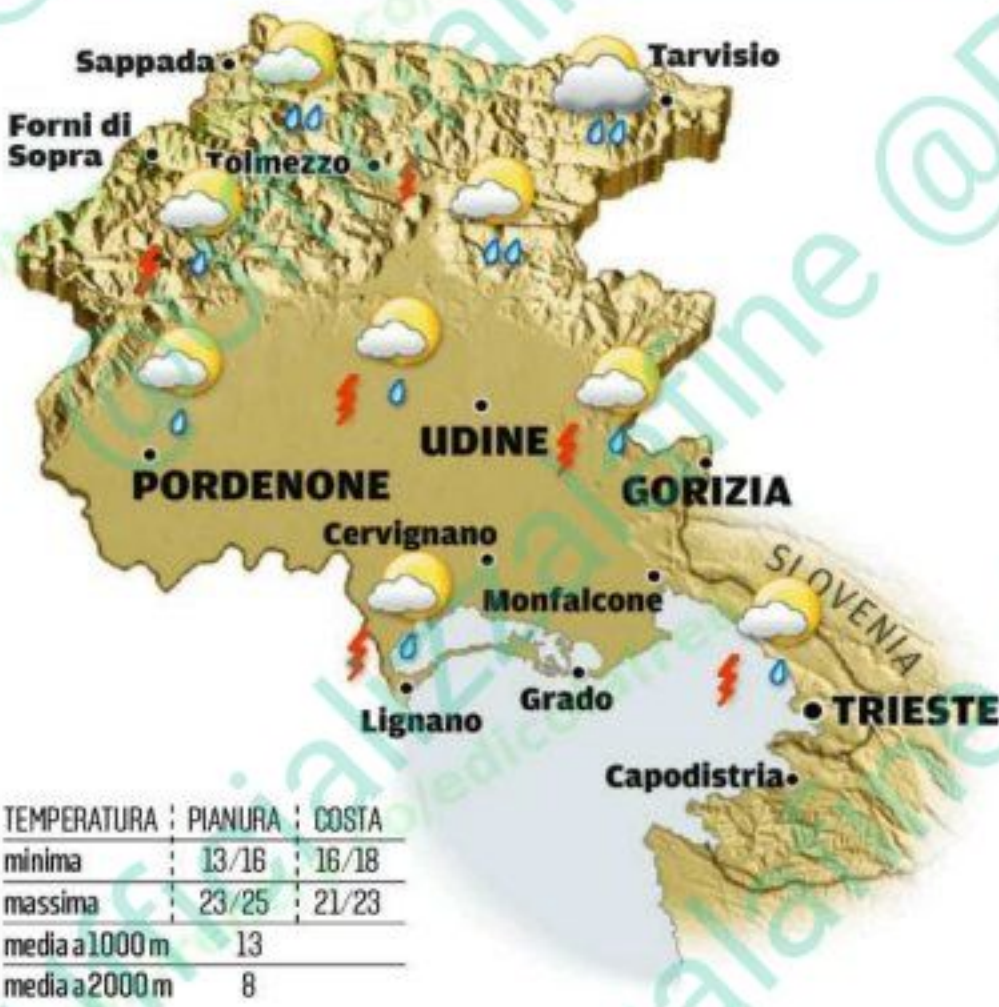 Sappada
Tarvisio
Forni di
Sopra
Tolmezzo
UDINE
PORDENONE
GORIZIA
Cervignano
SLOVENIA
Monfalcone
Grado
Lignano
TRIESTE
Capodistria
TEMPERATURA PIANURA COSTA
minima 13/16 16/18
massima 23/25 21/23
media a 1000 m 13
media a 2000 m 8